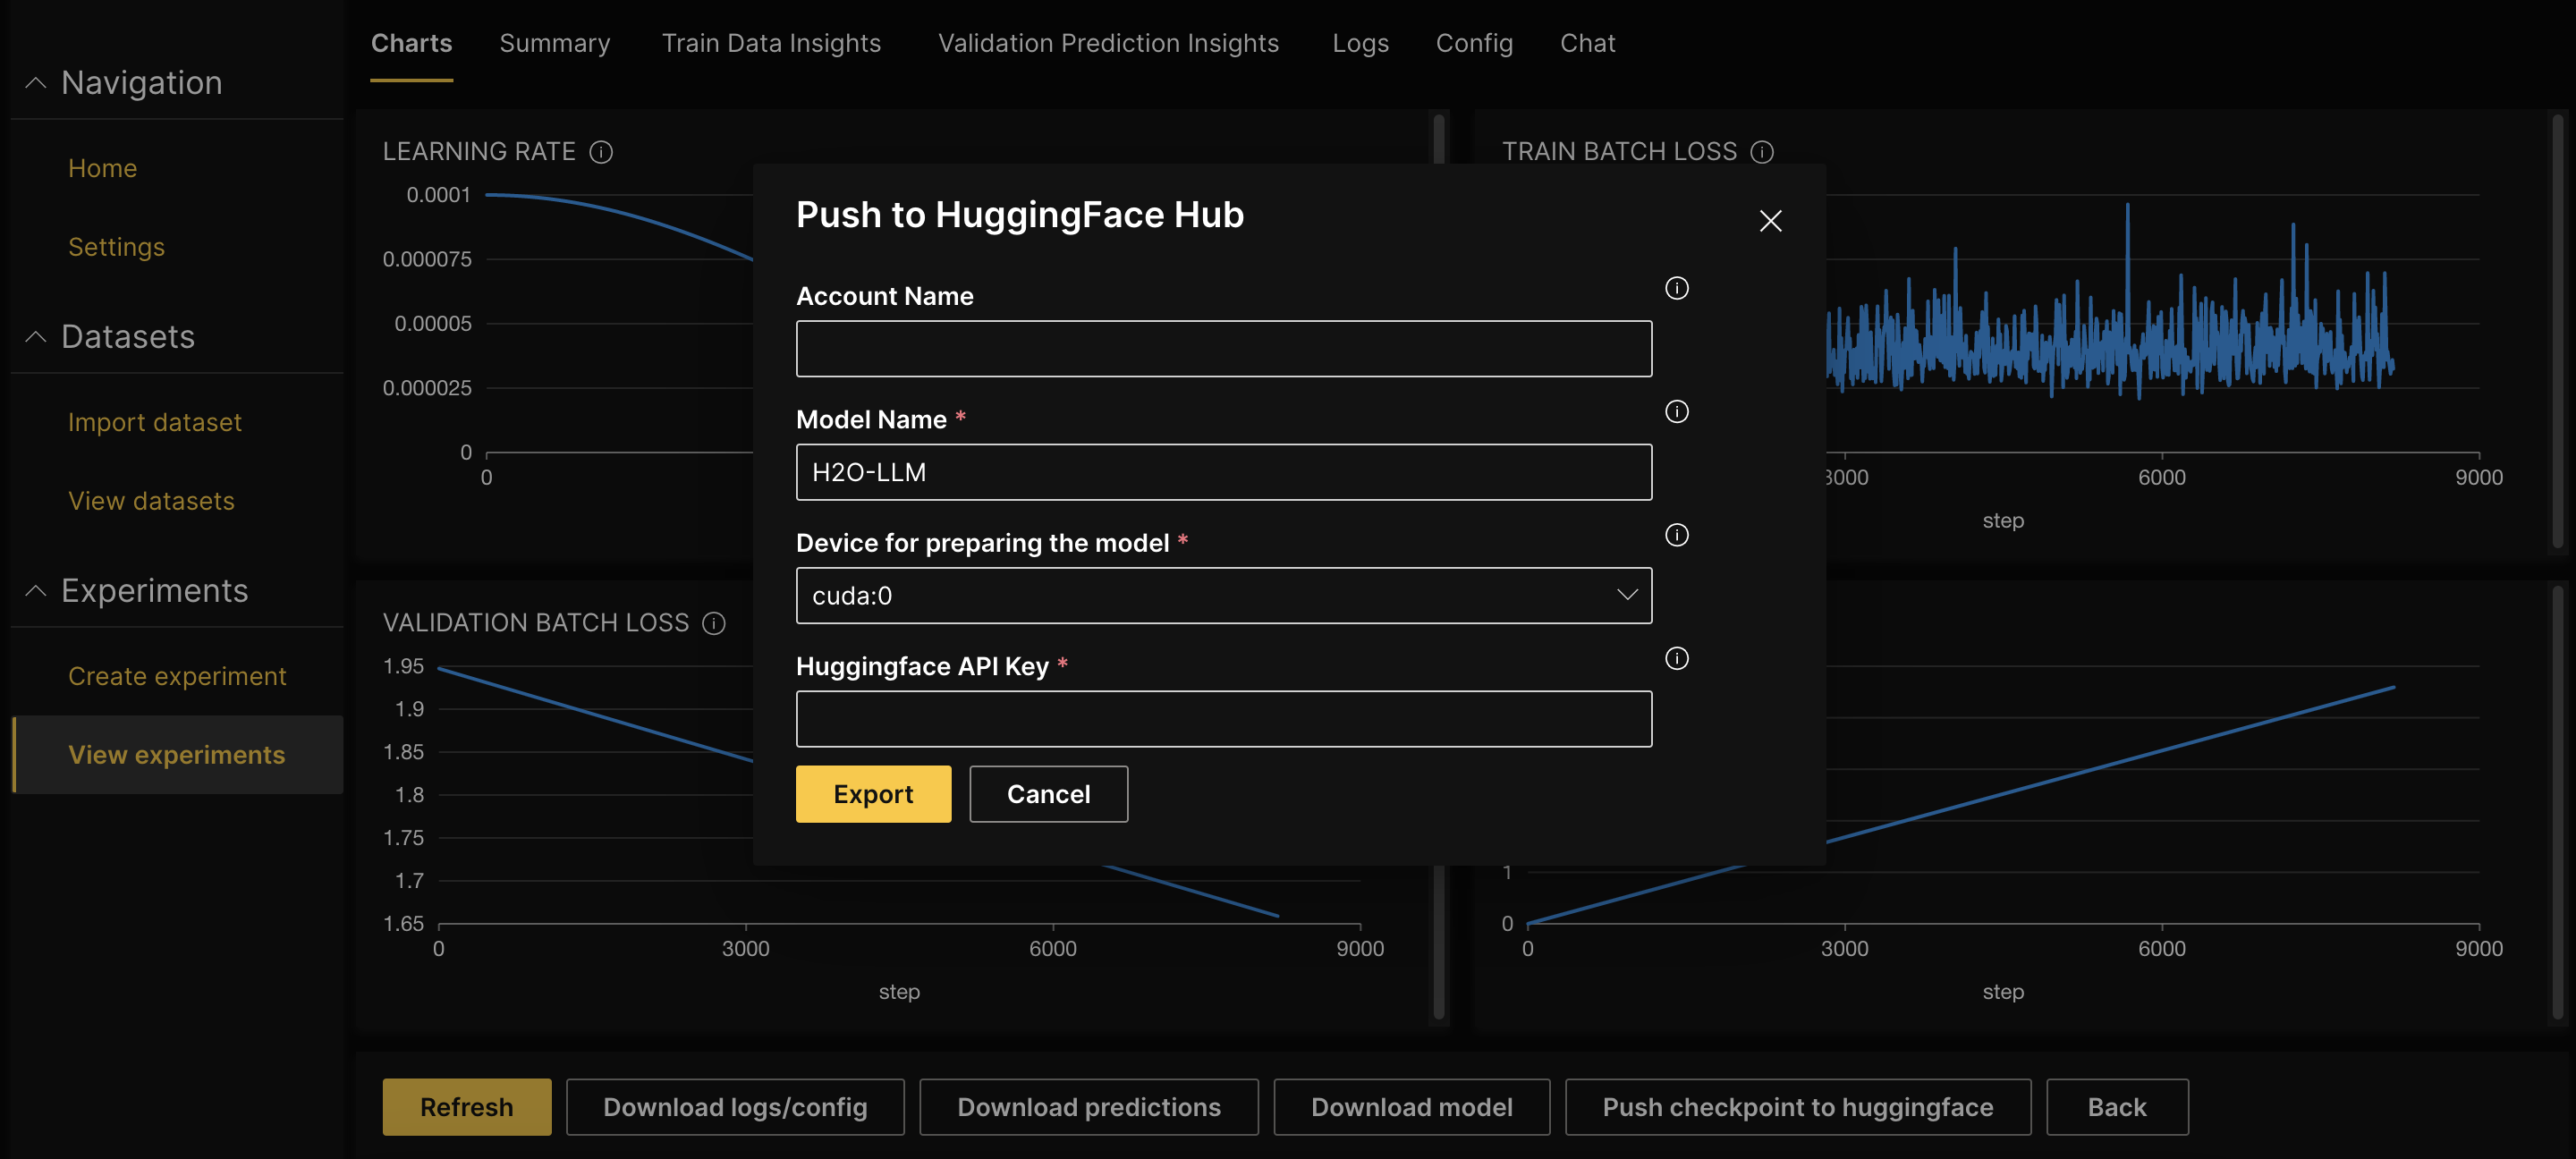 Navigation
Home
Settings
Datasets
Import dataset
View datasets
Experiments
Create experiment
View experiments
Charts Summary Train Data Insights Validation Prediction Insights Logs Config Chat
LEARNING RATE
0.0001
0.000075
0.00005
0.000025
0
0
TRAIN BATCH LOSS
3000 6000 9000
step
Push to HuggingFace Hub
Account Name
Model Name *
H2O-LLM
Device for preparing the model *
cuda:0
Huggingface API Key *
Export Cancel
VALIDATION BATCH LOSS
1.95
1.9
1.85
1.8
1.75
1.7
1.65
0 3000 6000 9000
step
1
0
0 3000 6000 9000
step
Refresh Download logs/config Download predictions Download model Push checkpoint to huggingface Back